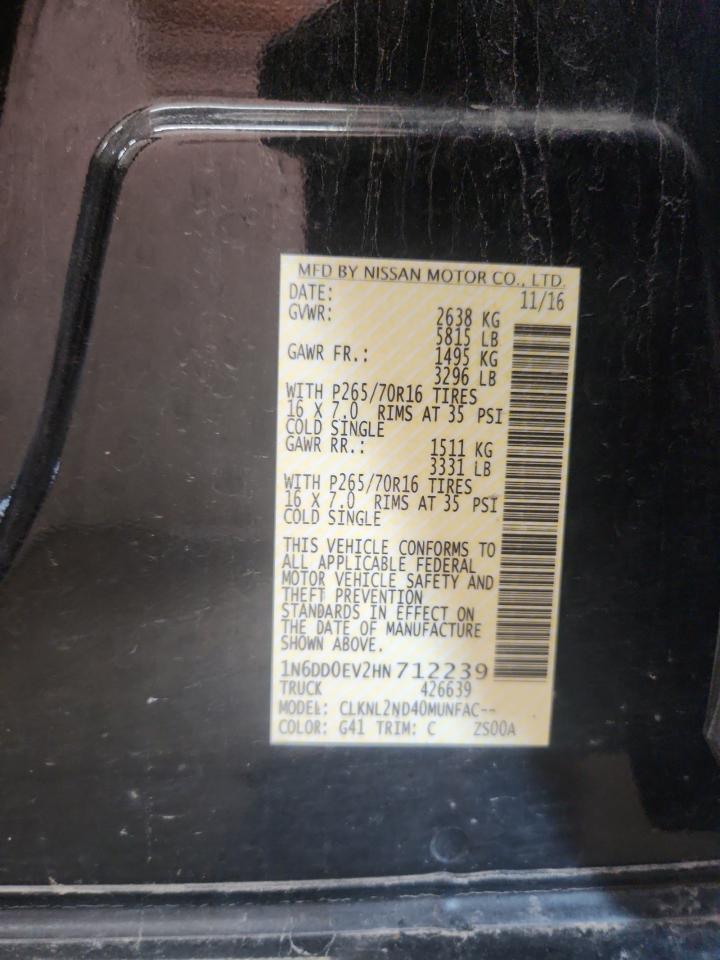 MFD BY NISSAN MOTOR CO., LTD.
DATE: 11/16
GVWR: 2638 KG
5815 LB
GAWR FR.: 1495 KG
3296 LB
WITH P265/70R16 TIRES
16 X 7.0 RIMS AT 35 PSI
COLD SINGLE
GAWR RR.: 1511 KG
3331 LB
WITH P265/70R16 TIRES
16 X 7.0 RIMS AT 35 PSI
COLD SINGLE
THIS VEHICLE CONFORMS TO
ALL APPLICABLE FEDERAL
MOTOR VEHICLE SAFETY AND
THEFT PREVENTION
STANDARDS IN EFFECT ON
THE DATE OF MANUFACTURE
SHOWN ABOVE.
1N6DD0EV2HN712239
TRUCK 426639
MODEL: CLKNL2ND40MUNFAC--
COLOR: G41 TRIM: C ZS00A